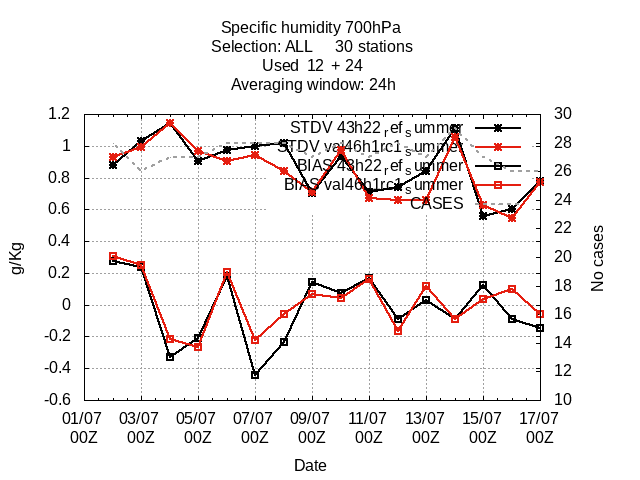 Specific humidity 700hPa
Selection: ALL 30 stations
Used 12 + 24
Averaging window: 24h
STDV 43h22refsummer
STDV val46h1rc1summer
BIAS 43h22refsummer
BIAS val46h1rc1summer
CASES
1.2
1
0.8
0.6
0.4
0.2
0
-0.2
-0.4
-0.6
g/Kg
30
28
26
24
22
20
18
16
14
12
10
No cases
01/07 03/07 05/07 07/07 09/07 11/07 13/07 15/07 17/07
00Z 00Z 00Z 00Z 00Z 00Z 00Z 00Z 00Z
Date